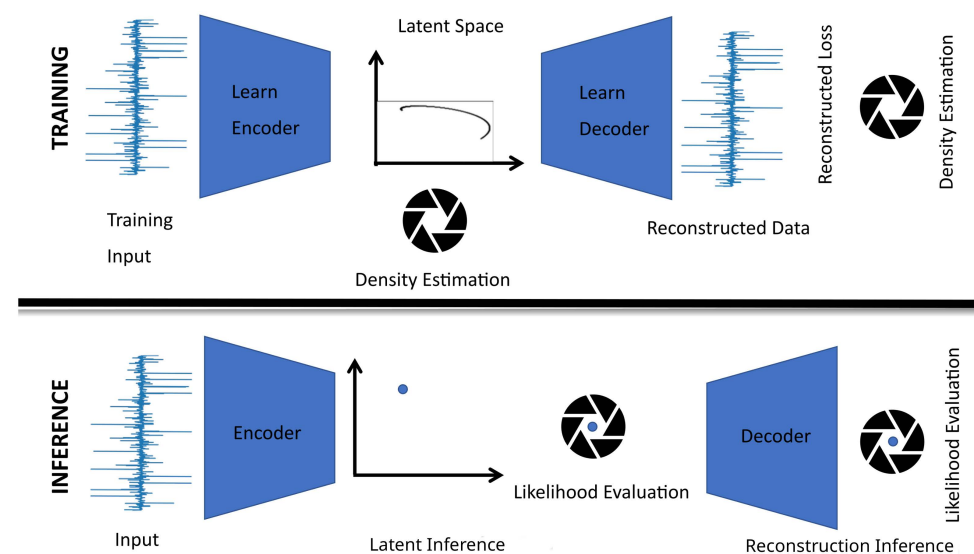 TRAINING
Learn
Encoder
Training
Input
Latent Space
Density Estimation
Learn
Decoder
Reconstructed Data
Reconstructed Loss
Density Estimation
INFERENCE
Input
Encoder
Latent Inference
Likelihood Evaluation
Decoder
Reconstruction Inference
Likelihood Evaluation